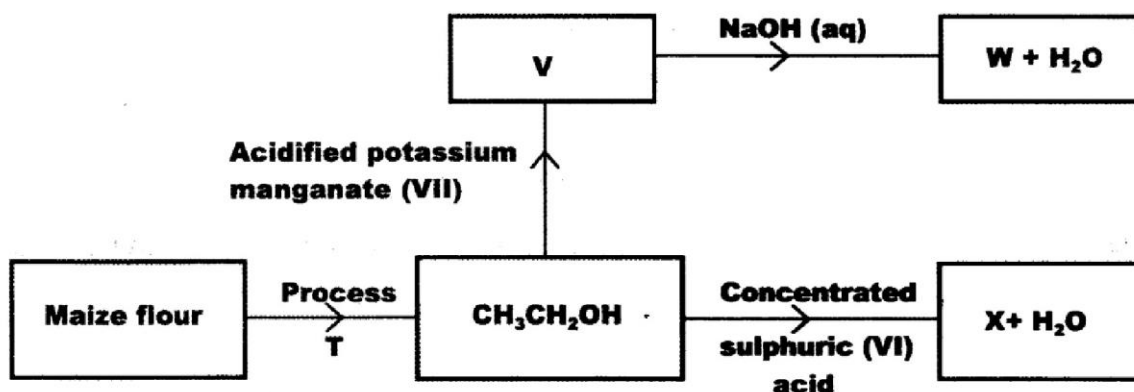 NaOH (aq)
V
W + H₂O
Acidified potassium
manganate (VII)
Maize flour
Process
T
CH₃CH₂OH
Concentrated
sulphuric (VI)
acid
X+ H₂O